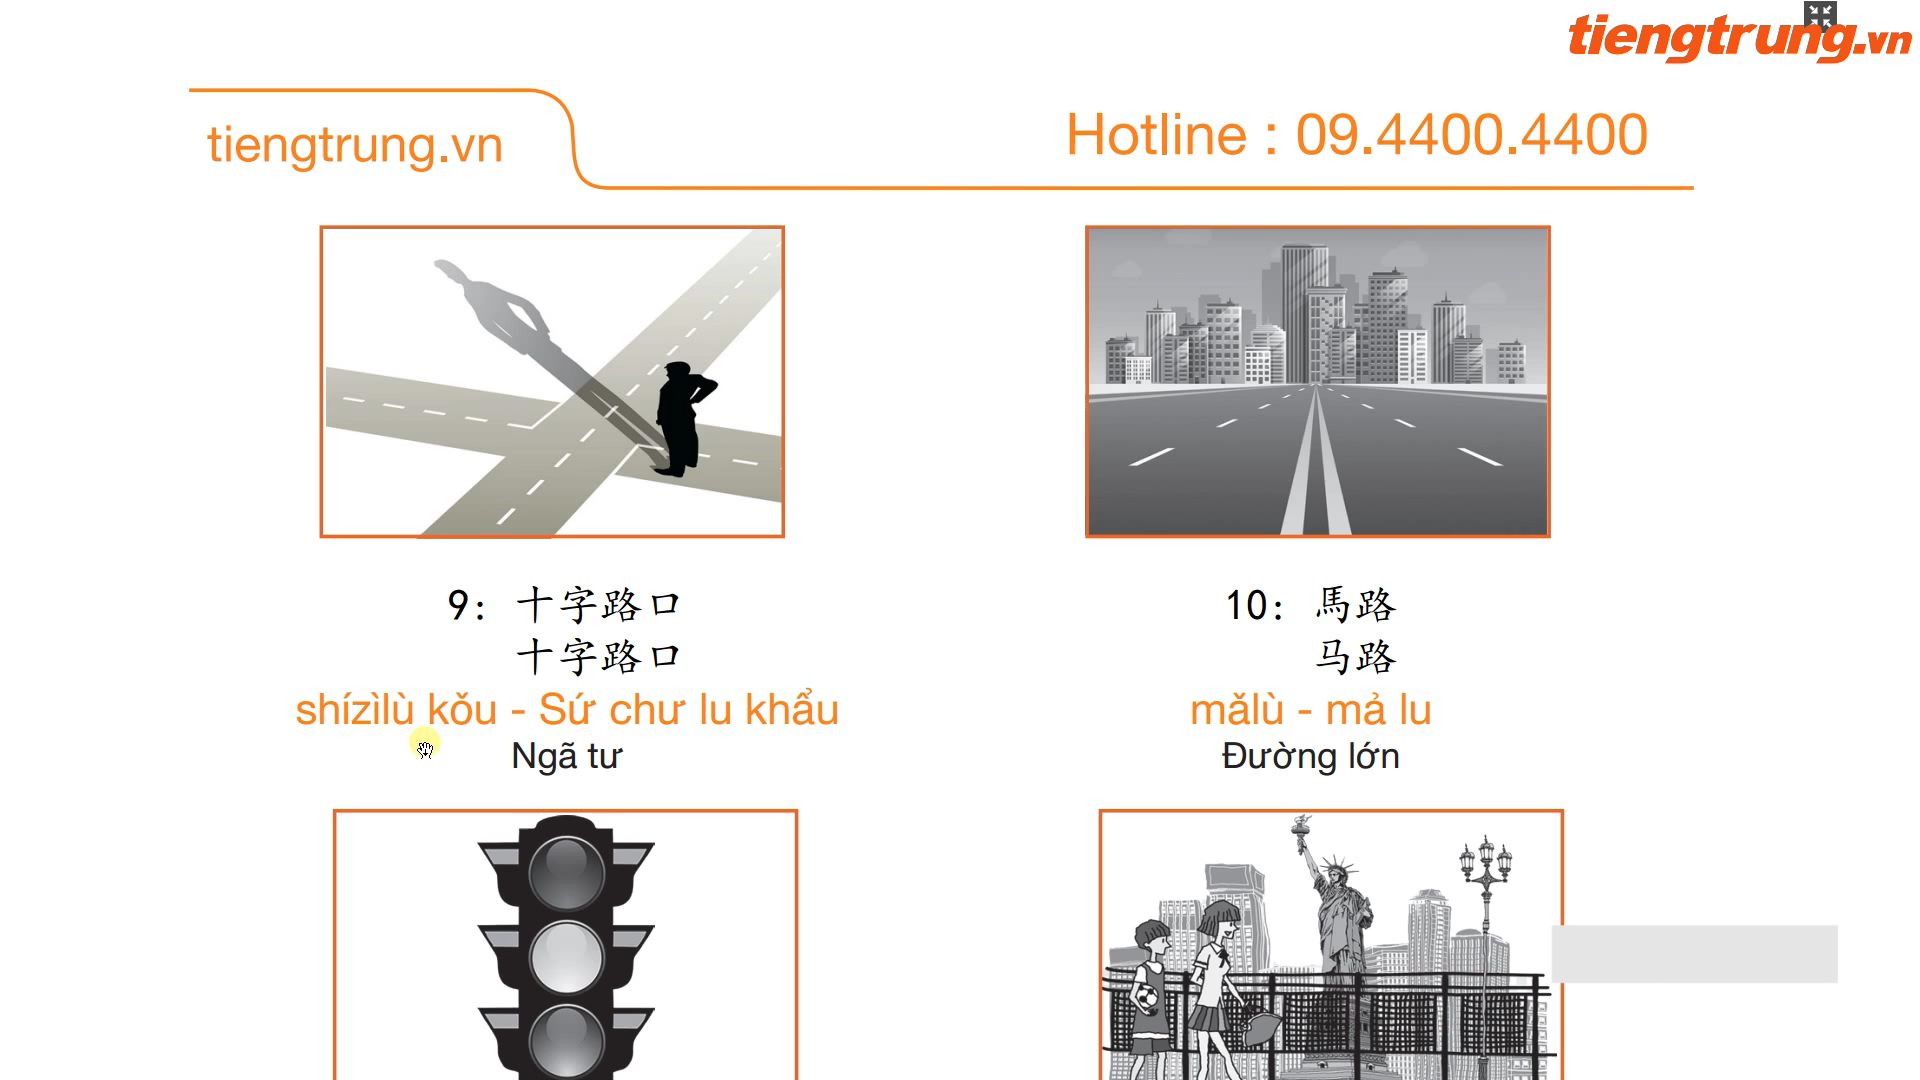 tiengtrung.vn
tiengtrung.vn
Hotline : 09.4400.4400
9: 十字路口
十字路口
shízìlù kǒu - Sứ chư lu khẩu
Ngã tư
10: 馬路
马路
mǎlù - mả lu
Đường lớn